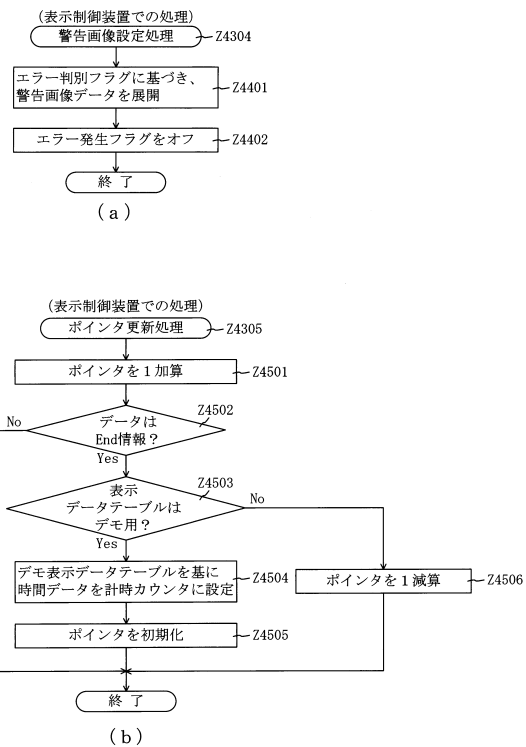 (表示制御装置での処理)
警告画像設定処理
Z4304
エラー判別フラグに基づき、
警告画像データを展開
Z4401
エラー発生フラグをオフ
Z4402
終 了
(a)
(表示制御装置での処理)
ポインタ更新処理
Z4305
ポインタを1加算
Z4501
No
データは
End情報?
Z4502
Yes
表示
データテーブルは
デモ用?
Z4503
No
Yes
デモ表示データテーブルを基に
時間データを計時カウンタに設定
Z4504
ポインタを1減算
Z4506
ポインタを初期化
Z4505
終 了
(b)